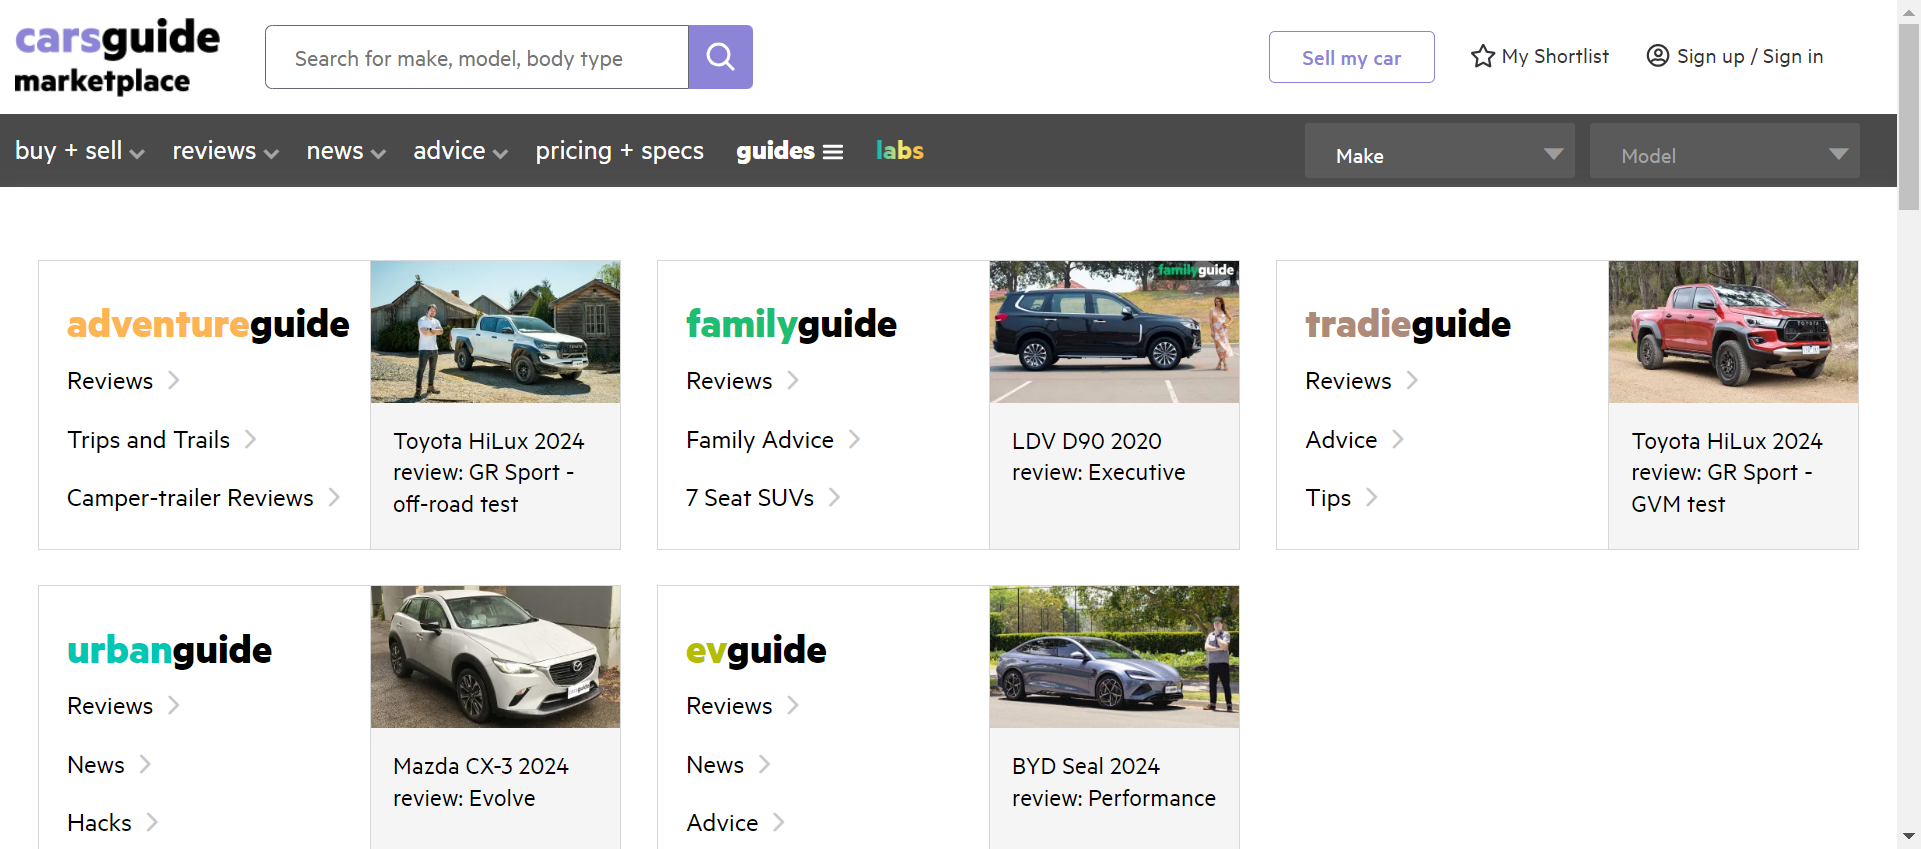 carsguide
marketplace
Search for make, model, body type
Sell my car
My Shortlist
Sign up / Sign in
buy + sell
reviews
news
advice
pricing + specs
guides
labs
Make
Model
adventureguide
Reviews
Trips and Trails
Camper-trailer Reviews
Toyota HiLux 2024
review: GR Sport -
off-road test
familyguide
Reviews
Family Advice
7 Seat SUVs
familyguide
LDV D90 2020
review: Executive
tradieguide
Reviews
Advice
Tips
TOYOTA
Toyota HiLux 2024
review: GR Sport -
GVM test
urbanguide
Reviews
News
Hacks
Mazda CX-3 2024
review: Evolve
evguide
Reviews
News
Advice
BYD Seal 2024
review: Performance